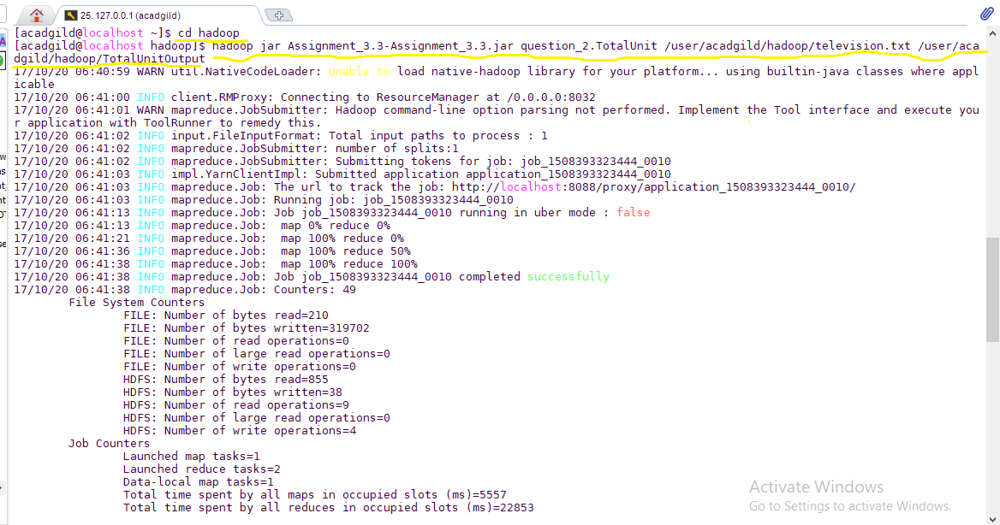 25. 127.0.0.1 (acadgild)
[acadgild@localhost ~]$ cd hadoop
[acadgild@localhost hadoop]$ hadoop jar Assignment_3.3-Assignment_3.3.jar question_2.TotalUnit /user/acadgild/hadoop/television.txt /user/aca
dgild/hadoop/TotalUnitOutput
17/10/20 06:40:59 WARN util.NativeCodeLoader: Unable to load native-hadoop library for your platform... using builtin-java classes where appl
icable
17/10/20 06:41:00 INFO client.RMProxy: Connecting to ResourceManager at /0.0.0.0:8032
17/10/20 06:41:01 WARN mapreduce.JobSubmitter: Hadoop command-line option parsing not performed. Implement the Tool interface and execute you
r application with ToolRunner to remedy this.
17/10/20 06:41:02 INFO input.FileInputFormat: Total input paths to process : 1
17/10/20 06:41:02 INFO mapreduce.JobSubmitter: number of splits:1
17/10/20 06:41:02 INFO mapreduce.JobSubmitter: Submitting tokens for job: job_1508393323444_0010
17/10/20 06:41:03 INFO impl.YarnClientImpl: Submitted application application_1508393323444_0010
17/10/20 06:41:03 INFO mapreduce.Job: The url to track the job: http://localhost:8088/proxy/application_1508393323444_0010/
17/10/20 06:41:03 INFO mapreduce.Job: Running job: job_1508393323444_0010
17/10/20 06:41:13 INFO mapreduce.Job: Job job_1508393323444_0010 running in uber mode : false
17/10/20 06:41:13 INFO mapreduce.Job:  map 0% reduce 0%
17/10/20 06:41:21 INFO mapreduce.Job:  map 100% reduce 0%
17/10/20 06:41:36 INFO mapreduce.Job:  map 100% reduce 50%
17/10/20 06:41:38 INFO mapreduce.Job:  map 100% reduce 100%
17/10/20 06:41:38 INFO mapreduce.Job: Job job_1508393323444_0010 completed successfully
17/10/20 06:41:38 INFO mapreduce.Job: Counters: 49
File System Counters
FILE: Number of bytes read=210
FILE: Number of bytes written=319702
FILE: Number of read operations=0
FILE: Number of large read operations=0
FILE: Number of write operations=0
HDFS: Number of bytes read=855
HDFS: Number of bytes written=38
HDFS: Number of read operations=9
HDFS: Number of large read operations=0
HDFS: Number of write operations=4
Job Counters
Launched map tasks=1
Launched reduce tasks=2
Data-local map tasks=1
Total time spent by all maps in occupied slots (ms)=5557
Total time spent by all reduces in occupied slots (ms)=22853
Activate Windows
Go to Settings to activate Windows.